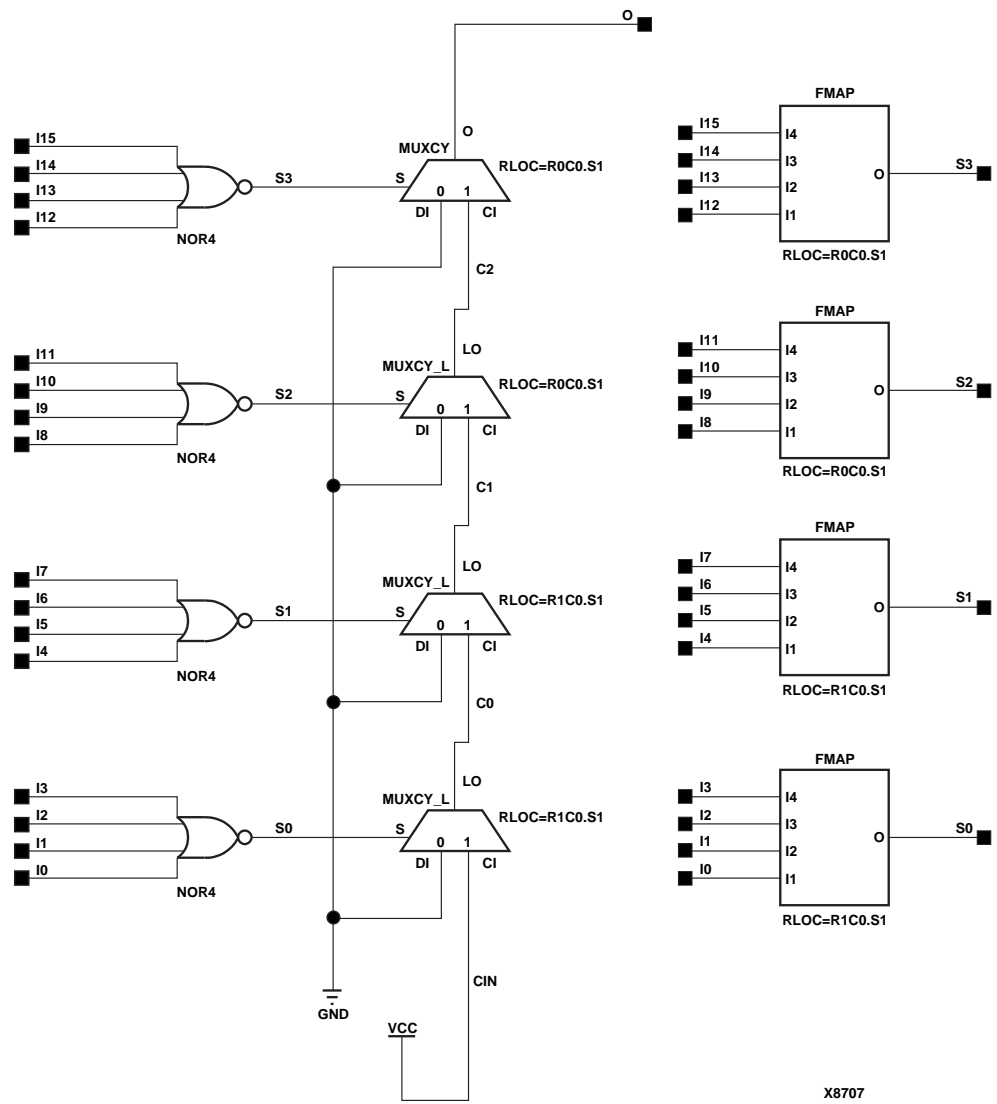 O
FMAP
I15
I14
I13
I12
S3
NOR4
MUXCY
O
RLOC=R0C0.S1
S
0 1
DI CI
I15
I14
I13
I12
I4
I3
I2
I1
O
S3
RLOC=R0C0.S1
C2
LO
FMAP
I11
I10
I9
I8
S2
NOR4
MUXCY_L
RLOC=R0C0.S1
S
0 1
DI CI
I11
I10
I9
I8
I4
I3
I2
I1
O
S2
RLOC=R0C0.S1
C1
LO
FMAP
I7
I6
I5
I4
S1
NOR4
MUXCY_L
RLOC=R1C0.S1
S
0 1
DI CI
I7
I6
I5
I4
I4
I3
I2
I1
O
S1
RLOC=R1C0.S1
C0
LO
FMAP
I3
I2
I1
I0
S0
NOR4
MUXCY_L
RLOC=R1C0.S1
S
0 1
DI CI
I3
I2
I1
I0
I4
I3
I2
I1
O
S0
RLOC=R1C0.S1
CIN
GND
VCC
X8707